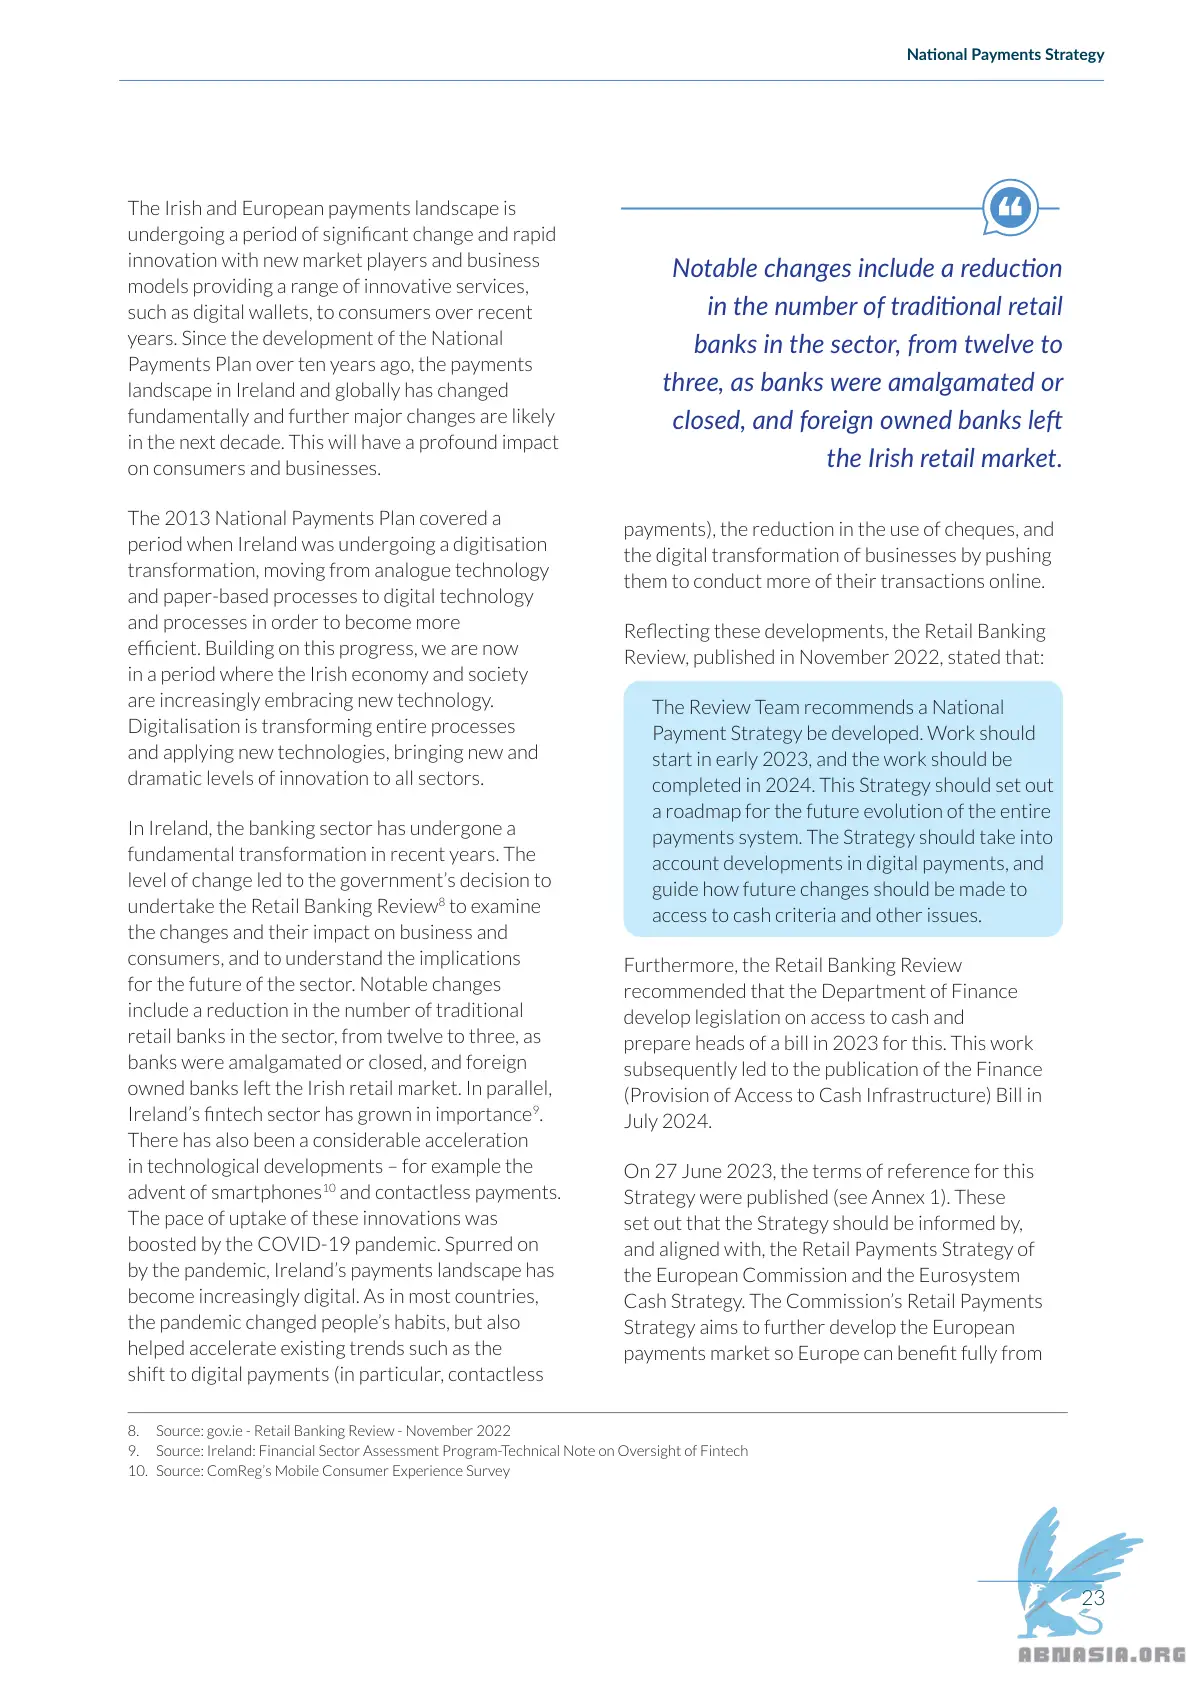 National Payments Strategy
The Irish and European payments landscape is
undergoing a period of significant change and rapid
innovation with new market players and business
models providing a range of innovative services,
such as digital wallets, to consumers over recent
years. Since the development of the National
Payments Plan over ten years ago, the payments
landscape in Ireland and globally has changed
fundamentally and further major changes are likely
in the next decade. This will have a profound impact
on consumers and businesses.
The 2013 National Payments Plan covered a
period when Ireland was undergoing a digitisation
transformation, moving from analogue technology
and paper-based processes to digital technology
and processes in order to become more
efficient. Building on this progress, we are now
in a period where the Irish economy and society
are increasingly embracing new technology.
Digitalisation is transforming entire processes
and applying new technologies, bringing new and
dramatic levels of innovation to all sectors.
In Ireland, the banking sector has undergone a
fundamental transformation in recent years. The
level of change led to the government’s decision to
undertake the Retail Banking Review8 to examine
the changes and their impact on business and
consumers, and to understand the implications
for the future of the sector. Notable changes
include a reduction in the number of traditional
retail banks in the sector, from twelve to three, as
banks were amalgamated or closed, and foreign
owned banks left the Irish retail market. In parallel,
Ireland’s fintech sector has grown in importance9.
There has also been a considerable acceleration
in technological developments – for example the
advent of smartphones10 and contactless payments.
The pace of uptake of these innovations was
boosted by the COVID-19 pandemic. Spurred on
by the pandemic, Ireland’s payments landscape has
become increasingly digital. As in most countries,
the pandemic changed people’s habits, but also
helped accelerate existing trends such as the
shift to digital payments (in particular, contactless
Notable changes include a reduction
in the number of traditional retail
banks in the sector, from twelve to
three, as banks were amalgamated or
closed, and foreign owned banks left
the Irish retail market.
payments), the reduction in the use of cheques, and
the digital transformation of businesses by pushing
them to conduct more of their transactions online.
Reflecting these developments, the Retail Banking
Review, published in November 2022, stated that:
The Review Team recommends a National
Payment Strategy be developed. Work should
start in early 2023, and the work should be
completed in 2024. This Strategy should set out
a roadmap for the future evolution of the entire
payments system. The Strategy should take into
account developments in digital payments, and
guide how future changes should be made to
access to cash criteria and other issues.
Furthermore, the Retail Banking Review
recommended that the Department of Finance
develop legislation on access to cash and
prepare heads of a bill in 2023 for this. This work
subsequently led to the publication of the Finance
(Provision of Access to Cash Infrastructure) Bill in
July 2024.
On 27 June 2023, the terms of reference for this
Strategy were published (see Annex 1). These
set out that the Strategy should be informed by,
and aligned with, the Retail Payments Strategy of
the European Commission and the Eurosystem
Cash Strategy. The Commission’s Retail Payments
Strategy aims to further develop the European
payments market so Europe can benefit fully from
8. Source: gov.ie - Retail Banking Review - November 2022
9. Source: Ireland: Financial Sector Assessment Program-Technical Note on Oversight of Fintech
10. Source: ComReg’s Mobile Consumer Experience Survey
23
ABNASIA.ORG